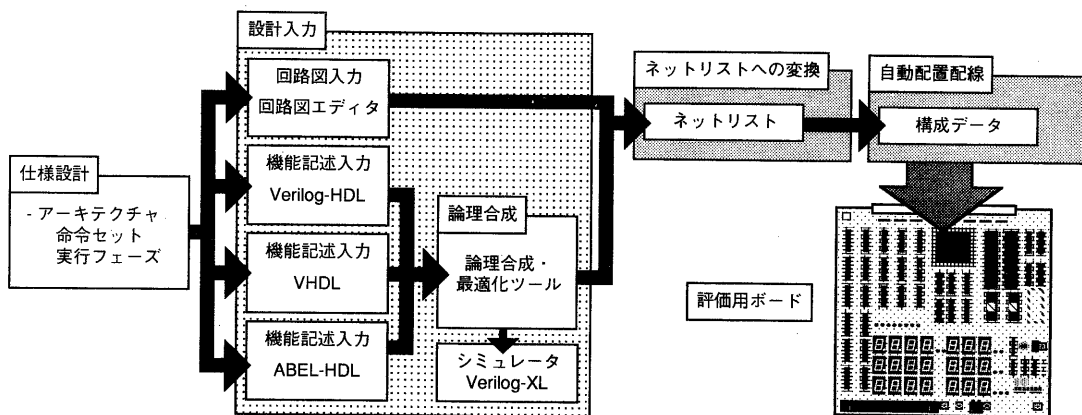 仕様設計
- アーキテクチャ
命令セット
実行フェーズ
設計入力
回路図入力
回路図エディタ
機能記述入力
Verilog-HDL
機能記述入力
VHDL
機能記述入力
ABEL-HDL
論理合成
論理合成・
最適化ツール
シミュレータ
Verilog-XL
ネットリストへの変換
ネットリスト
自動配置配線
構成データ
評価用ボード